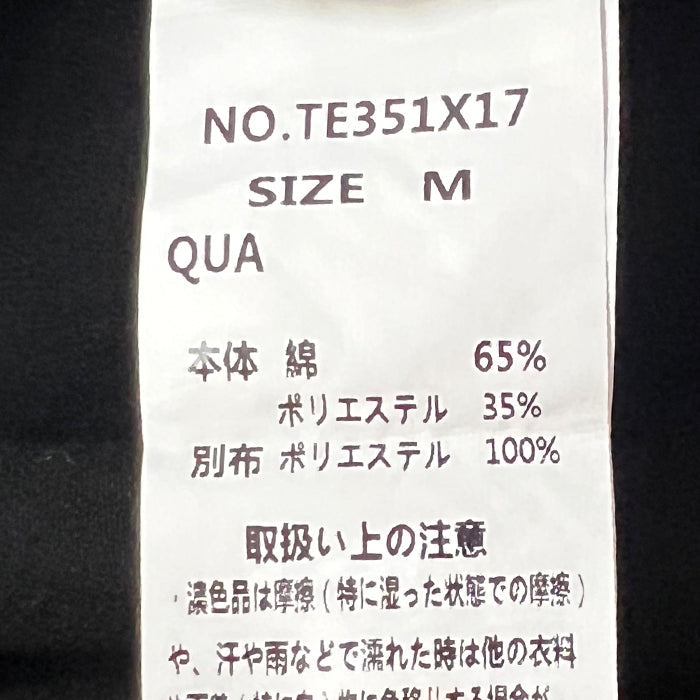 NO.TE351X17
SIZE M
QUA
本体 綿 65%
ポリエステル 35%
別布 ポリエステル 100%
取扱い上の注意
・濃色品は摩擦(特に湿った状態での摩擦)
や、汗や雨などで濡れた時は他の衣料